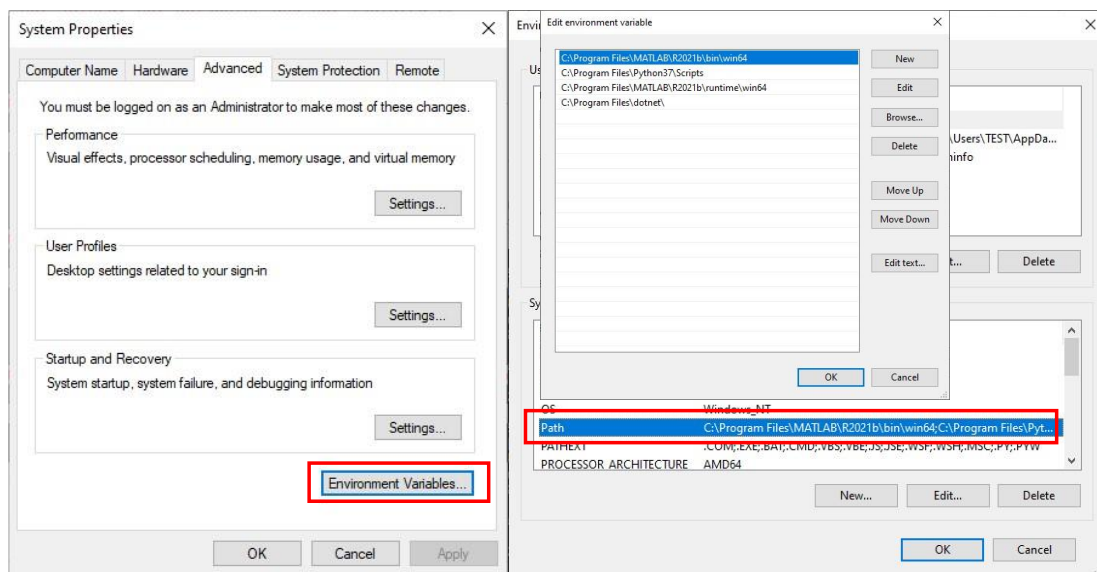 System Properties
Computer Name Hardware Advanced System Protection Remote
You must be logged on as an Administrator to make most of these changes.
Performance
Visual effects, processor scheduling, memory usage, and virtual memory
Settings...
User Profiles
Desktop settings related to your sign-in
Settings...
Startup and Recovery
System startup, system failure, and debugging information
Settings...
Environment Variables...
OK Cancel Apply
Envi
Edit environment variable
C:\Program Files\MATLAB\R2021b\bin\win64
C:\Program Files\Python37\Scripts
C:\Program Files\MATLAB\R2021b\runtime\win64
C:\Program Files\dotnet\
New
Edit
Browse...
Delete
Move Up
Move Down
Edit text...
OK Cancel
Us
\Users\TEST\AppDa...
t... Delete
Sy
OS Windows_NT
Path C:\Program Files\MATLAB\R2021b\bin\win64;C:\Program Files\Pyt...
PATHEXT .COM;.EXE;.BAT;.CMD;.VBS;.VBE;.JS;.JSE;.WSF;.WSH;.MSC;.PY;.PYW
PROCESSOR_ARCHITECTURE AMD64
New... Edit... Delete
OK Cancel